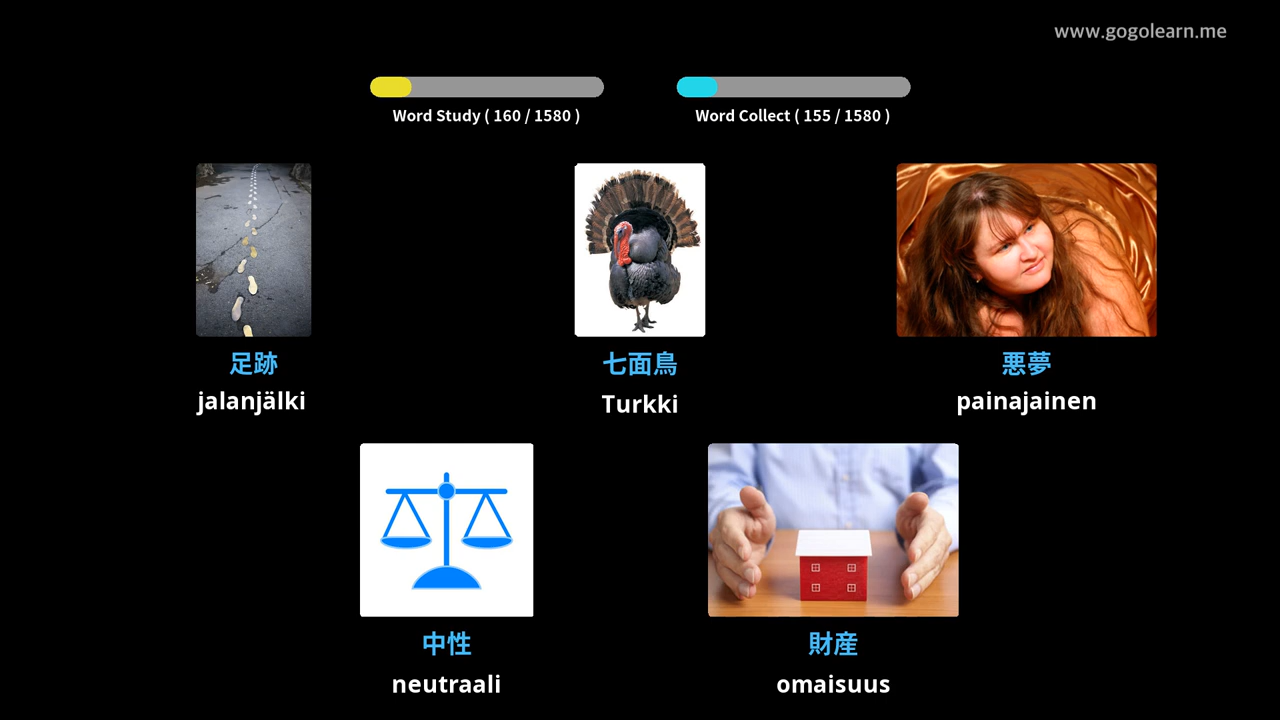 www.gogolearn.me
Word Study ( 160 / 1580 )
Word Collect ( 155 / 1580 )
足跡
jalanjälki
七面鳥
Turkki
悪夢
painajainen
中性
neutraali
財産
omaisuus